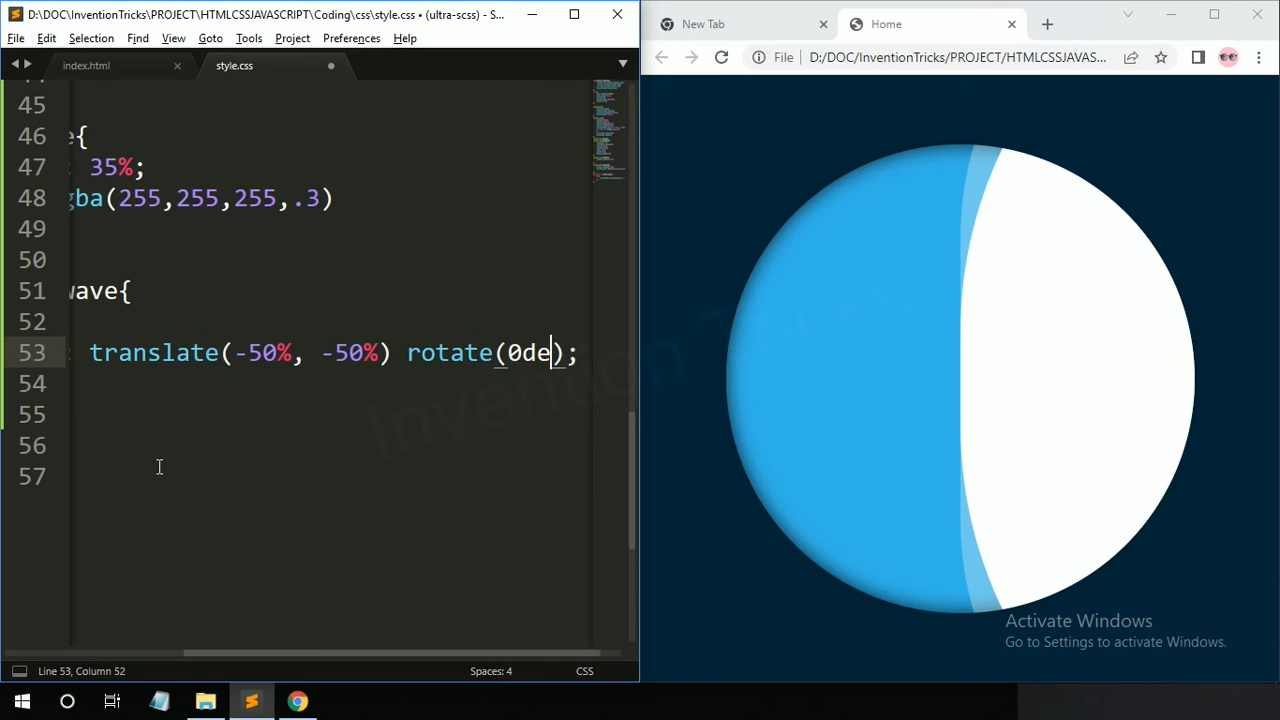 D:\DOC\InventionTricks\PROJECT\HTMLCSSJAVASCRIPT\Coding\css\style.css • (ultra-scss) - S...
File Edit Selection Find View Goto Tools Project Preferences Help
index.html style.css
45
46 e{
47 35%;
48 gba(255,255,255,.3)
49
50
51 wave{
52
53 : translate(-50%, -50%) rotate(0de);
54
55
56
57
Line 53, Column 52 Spaces: 4 CSS
New Tab Home
File D:/DOC/InventionTricks/PROJECT/HTMLCSSJAVAS...
Invention Tricks
Activate Windows
Go to Settings to activate Windows.